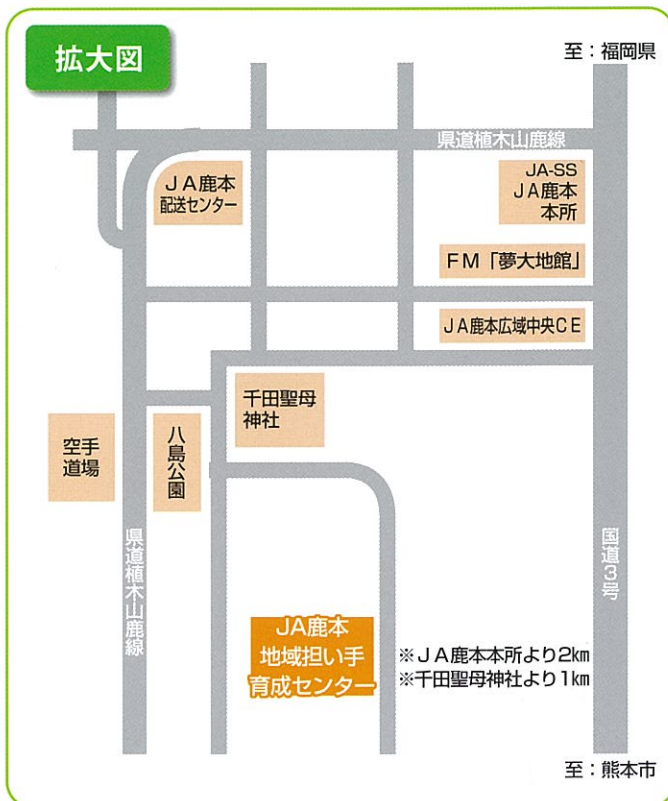 拡大図
至：福岡県
県道植木山鹿線
JA-SS
JA鹿本
本所
ＪＡ鹿本
配送センター
ＦＭ「夢大地館」
ＪＡ鹿本広域中央ＣＥ
千田聖母
神社
空手
道場
八島公園
県道植木山鹿線
国道3号
JA鹿本
地域担い手
育成センター
※ＪＡ鹿本本所より2㎞
※千田聖母神社より1㎞
至：熊本市